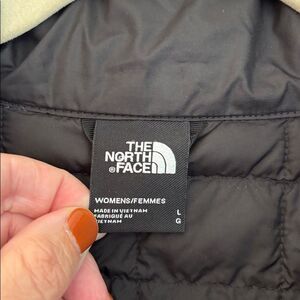 THE
NORTH
®FACE
WOMENS/FEMMES
MADE IN VIETNAM
FABRIQUÉ AU
VIETNAM
L
G